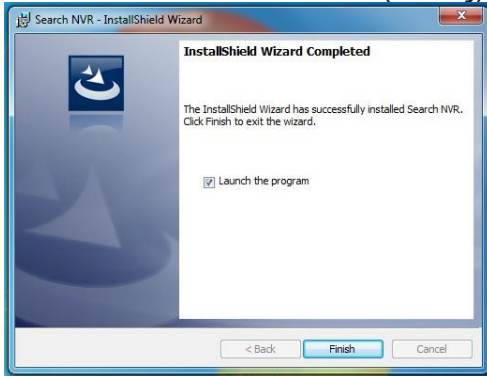 Search NVR - InstallShield Wizard
InstallShield Wizard Completed
The InstallShield Wizard has successfully installed Search NVR.
Click Finish to exit the wizard.
Launch the program
< Back
Finish
Cancel